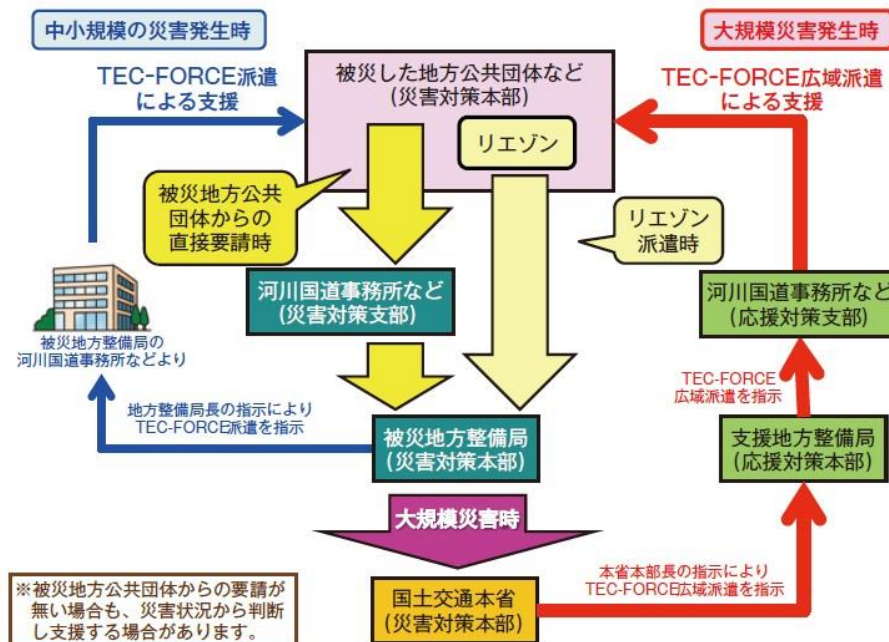 中小規模の災害発生時
大規模災害発生時
TEC-FORCE派遣
による支援
被災した地方公共団体など
(災害対策本部)
TEC-FORCE広域派遣
による支援
リエゾン
被災地方公共
団体からの
直接要請時
リエゾン
派遣時
河川国道事務所など
(災害対策支部)
河川国道事務所など
(応援対策支部)
被災地方整備局の
河川国道事務所などより
TEC-FORCE
広域派遣を指示
地方整備局長の指示により
TEC-FORCE派遣を指示
被災地方整備局
(災害対策本部)
支援地方整備局
(応援対策本部)
大規模災害時
※被災地方公共団体からの要請が
無い場合も、災害状況から判断
し支援する場合があります。
国土交通本省
(災害対策本部)
本省本部長の指示により
TEC-FORCE広域派遣を指示